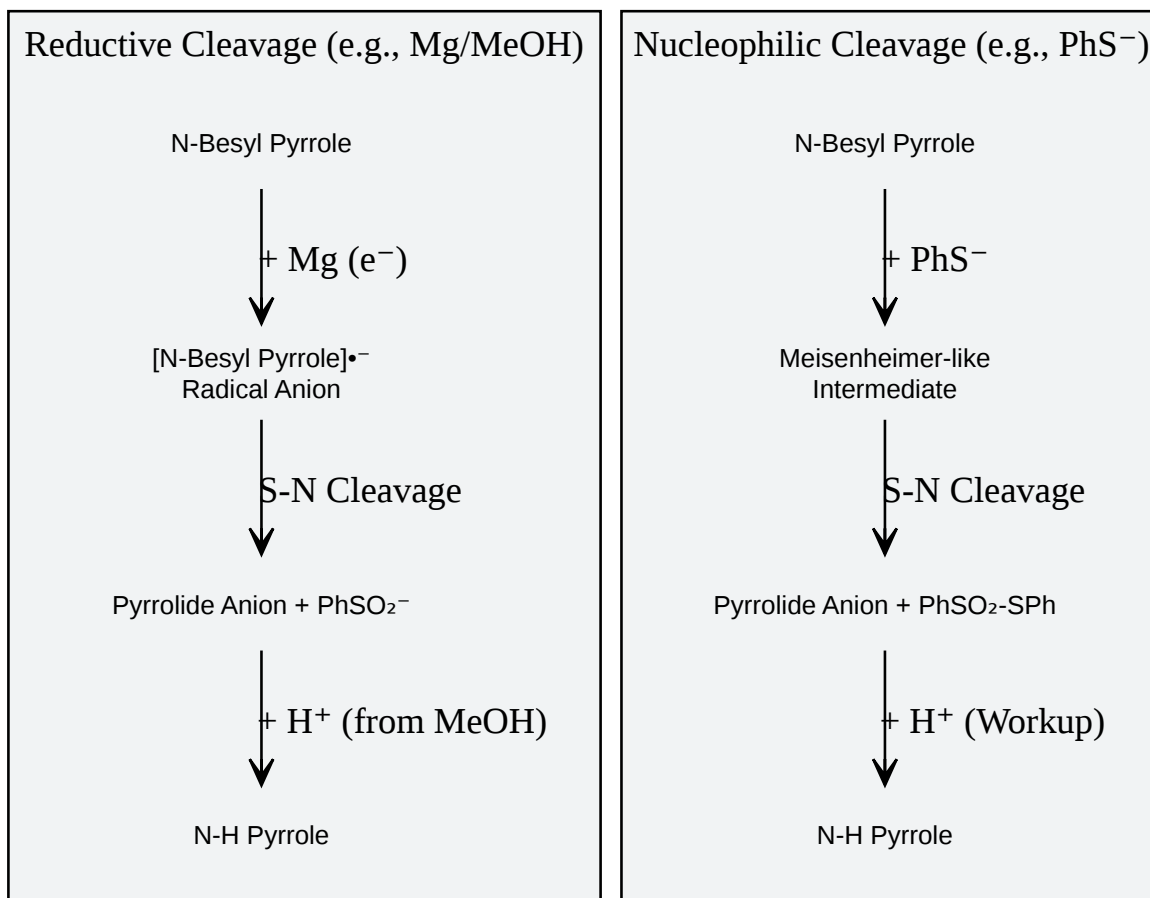 Reductive Cleavage (e.g., Mg/MeOH)
N-Besyl Pyrrole
+ Mg (e⁻)
[N-Besyl Pyrrole]•⁻
Radical Anion
S-N Cleavage
Pyrrolide Anion + PhSO₂⁻
+ H⁺ (from MeOH)
N-H Pyrrole
Nucleophilic Cleavage (e.g., PhS⁻)
N-Besyl Pyrrole
+ PhS⁻
Meisenheimer-like
Intermediate
S-N Cleavage
Pyrrolide Anion + PhSO₂-SPh
+ H⁺ (Workup)
N-H Pyrrole